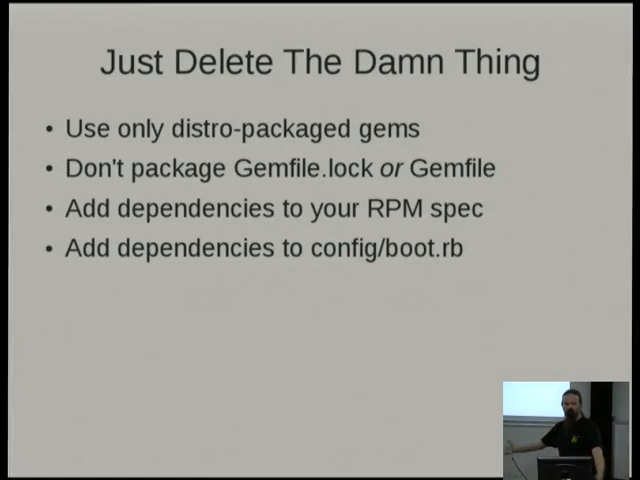 Just Delete The Damn Thing
• Use only distro-packaged gems
• Don't package Gemfile.lock or Gemfile
• Add dependencies to your RPM spec
• Add dependencies to config/boot.rb